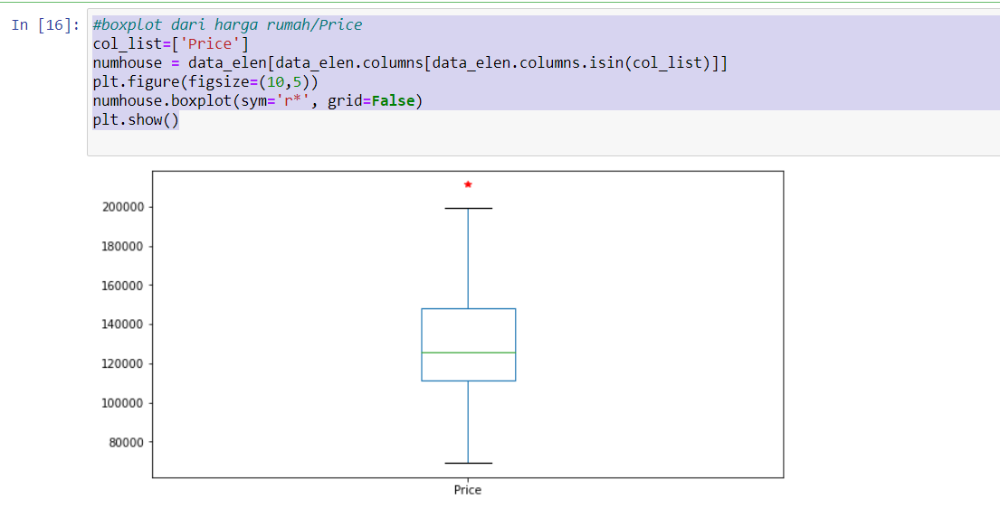 In [16]:
#boxplot dari harga rumah/Price
col_list=['Price']
numhouse = data_elen[data_elen.columns[data_elen.columns.isin(col_list)]]
plt.figure(figsize=(10,5))
numhouse.boxplot(sym='r*', grid=False)
plt.show()
200000
180000
160000
140000
120000
100000
80000
Price